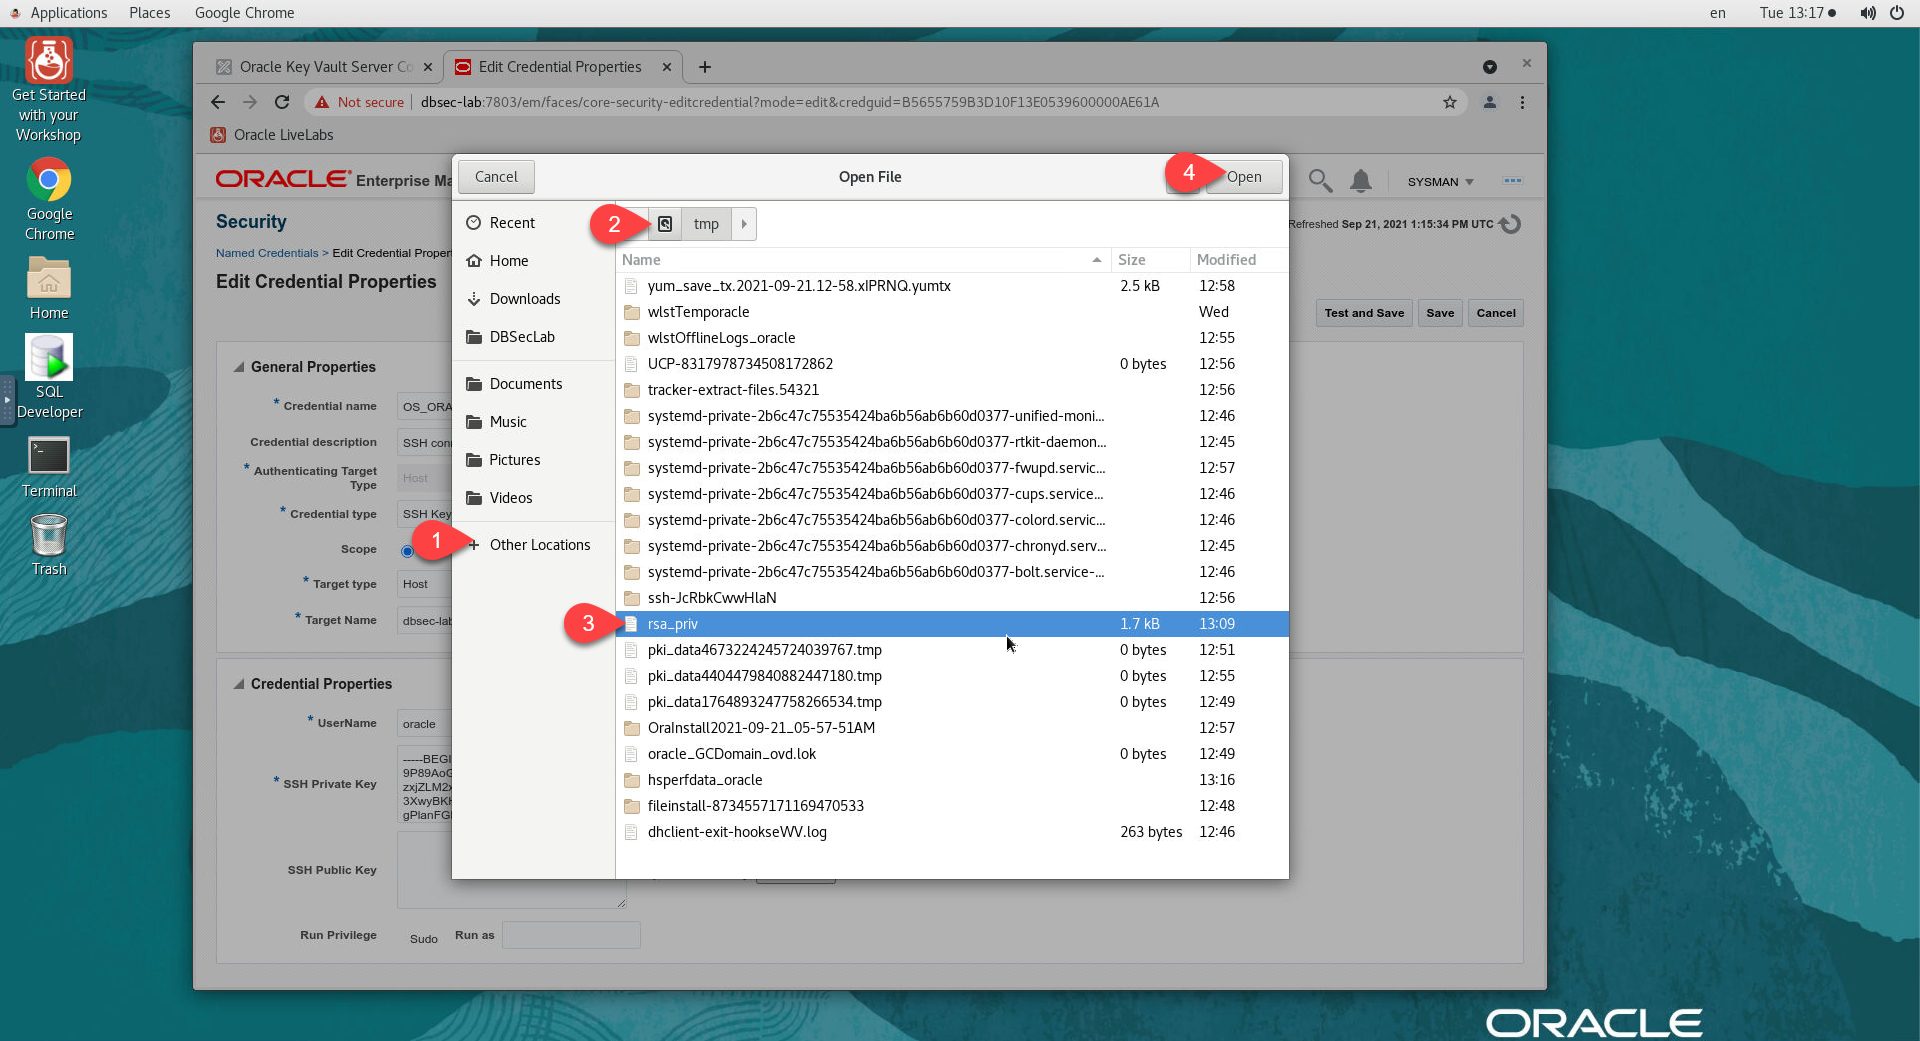 Applications Places Google Chrome en Tue 13:17
Get Started
with your
Workshop
Google
Chrome
Home
SQL
Developer
Terminal
Trash
Oracle Key Vault Server Co
Edit Credential Properties
Not secure dbsec-lab:7803/em/faces/core-security-editcredential?mode=edit&credguid=B5655759B3D10F13E0539600000AE61A
Oracle LiveLabs
ORACLE Enterprise Ma
SYSMAN
Security
Refreshed Sep 21, 2021 1:15:34 PM UTC
Named Credentials > Edit Credential Proper
Edit Credential Properties
Test and Save Save Cancel
General Properties
* Credential name OS_ORA
Credential description SSH con
* Authenticating Target
Type Host
* Credential type SSH Key
Scope
* Target type Host
* Target Name dbsec-lab
Credential Properties
* UserName oracle
* SSH Private Key
-----BEGI
9P89AoG
zxjZLM2x
3XwyBKH
gPlanFG
SSH Public Key
Run Privilege Sudo Run as
Cancel Open File 4 Open
Recent
Home
Downloads
DBSecLab
Documents
Music
Pictures
Videos
1 Other Locations
2 tmp
Name Size Modified
yum_save_tx.2021-09-21.12-58.xIPRNQ.yumtx 2.5 kB 12:58
wlstTemporacle Wed
wlstOfflineLogs_oracle 12:55
UCP-8317978734508172862 0 bytes 12:56
tracker-extract-files.54321 12:56
systemd-private-2b6c47c75535424ba6b56ab6b60d0377-unified-moni... 12:46
systemd-private-2b6c47c75535424ba6b56ab6b60d0377-rtkit-daemon... 12:45
systemd-private-2b6c47c75535424ba6b56ab6b60d0377-fwupd.servic... 12:57
systemd-private-2b6c47c75535424ba6b56ab6b60d0377-cups.service... 12:46
systemd-private-2b6c47c75535424ba6b56ab6b60d0377-colord.servic... 12:46
systemd-private-2b6c47c75535424ba6b56ab6b60d0377-chronyd.serv... 12:45
systemd-private-2b6c47c75535424ba6b56ab6b60d0377-bolt.service-... 12:46
ssh-JcRbkCwwHlaN 12:56
3 rsa_priv 1.7 kB 13:09
pki_data4673224245724039767.tmp 0 bytes 12:51
pki_data4404479840882447180.tmp 0 bytes 12:55
pki_data1764893247758266534.tmp 0 bytes 12:49
OraInstall2021-09-21_05-57-51AM 12:57
oracle_GCDomain_ovd.lok 0 bytes 12:49
hsperfdata_oracle 13:16
fileinstall-8734557171169470533 12:48
dhclient-exit-hookseWV.log 263 bytes 12:46
ORACLE